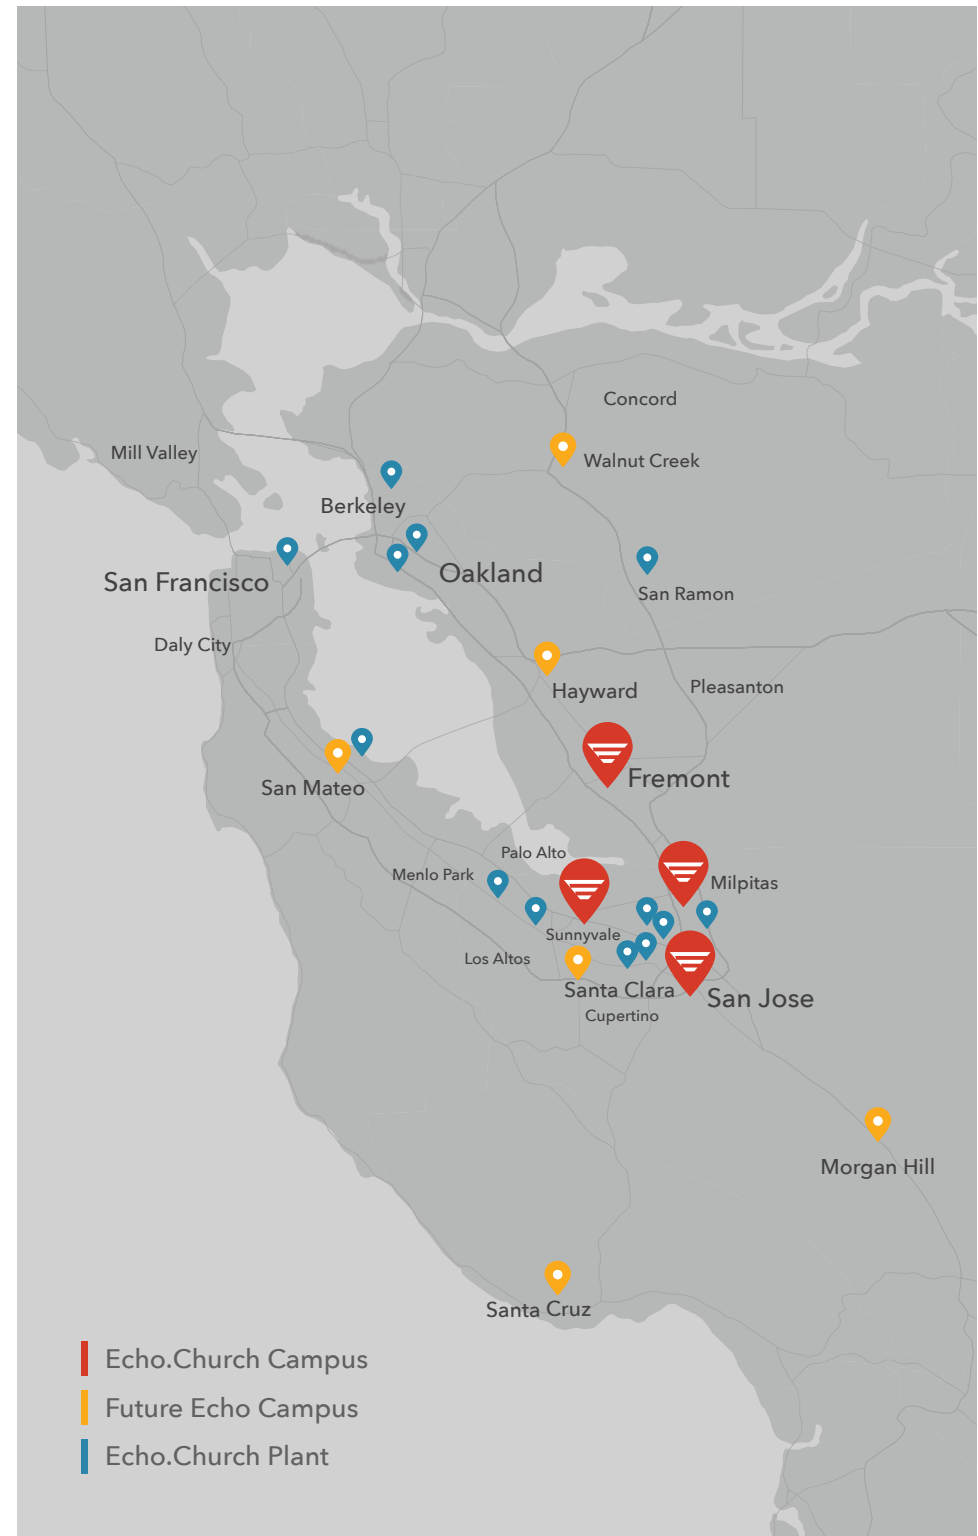 Concord
Mill Valley
Walnut Creek
Berkeley
Oakland
San Francisco
San Ramon
Daly City
Hayward
Pleasanton
Fremont
San Mateo
Palo Alto
Menlo Park
Milpitas
Sunnyvale
Los Altos
Santa Clara
San Jose
Cupertino
Morgan Hill
Santa Cruz
Echo.Church Campus
Future Echo Campus
Echo.Church Plant